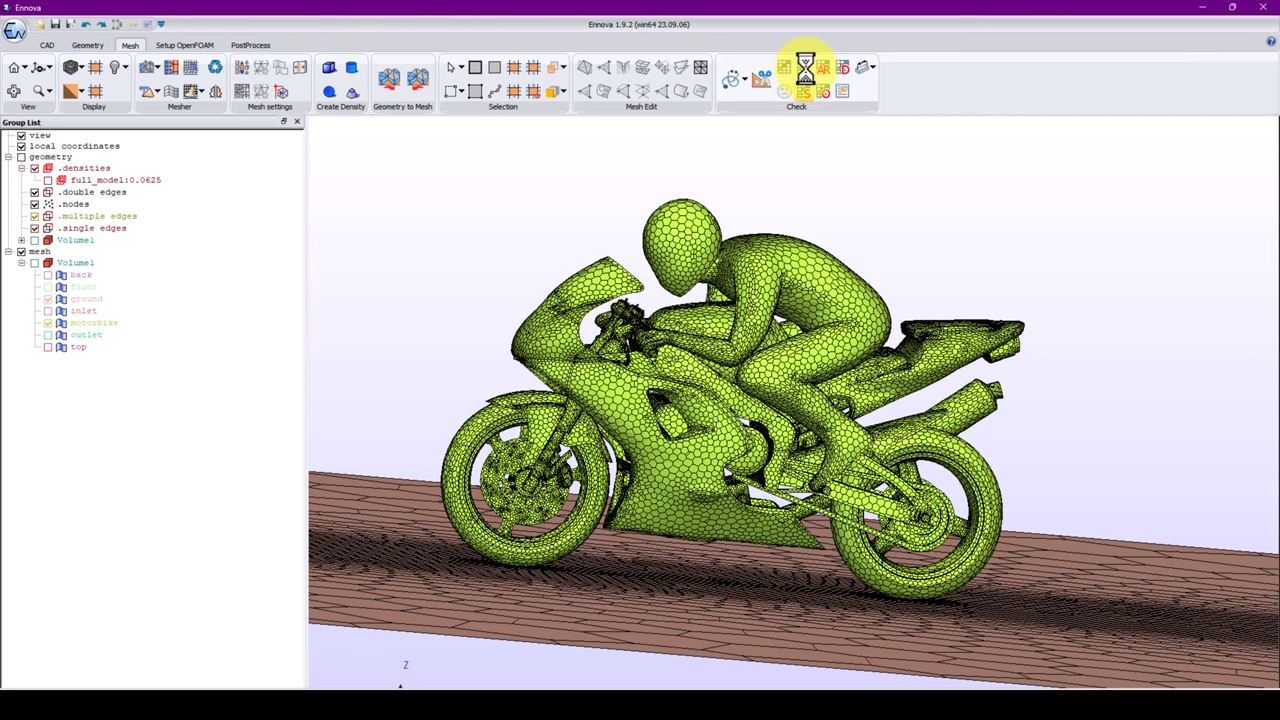 Ennova
Ennova 1.9.2 (win64 23.09.06)
CAD Geometry Mesh Setup OpenFOAM PostProcess
View Display Mesher Mesh settings Create Density Geometry to Mesh Selection Mesh Edit Check
Group List
view
local coordinates
geometry
.densities
full_model:0.0625
.double edges
.nodes
.multiple edges
.single edges
Volume1
mesh
Volume1
back
front
ground
inlet
motorbike
outlet
top
AR
D
S
Z